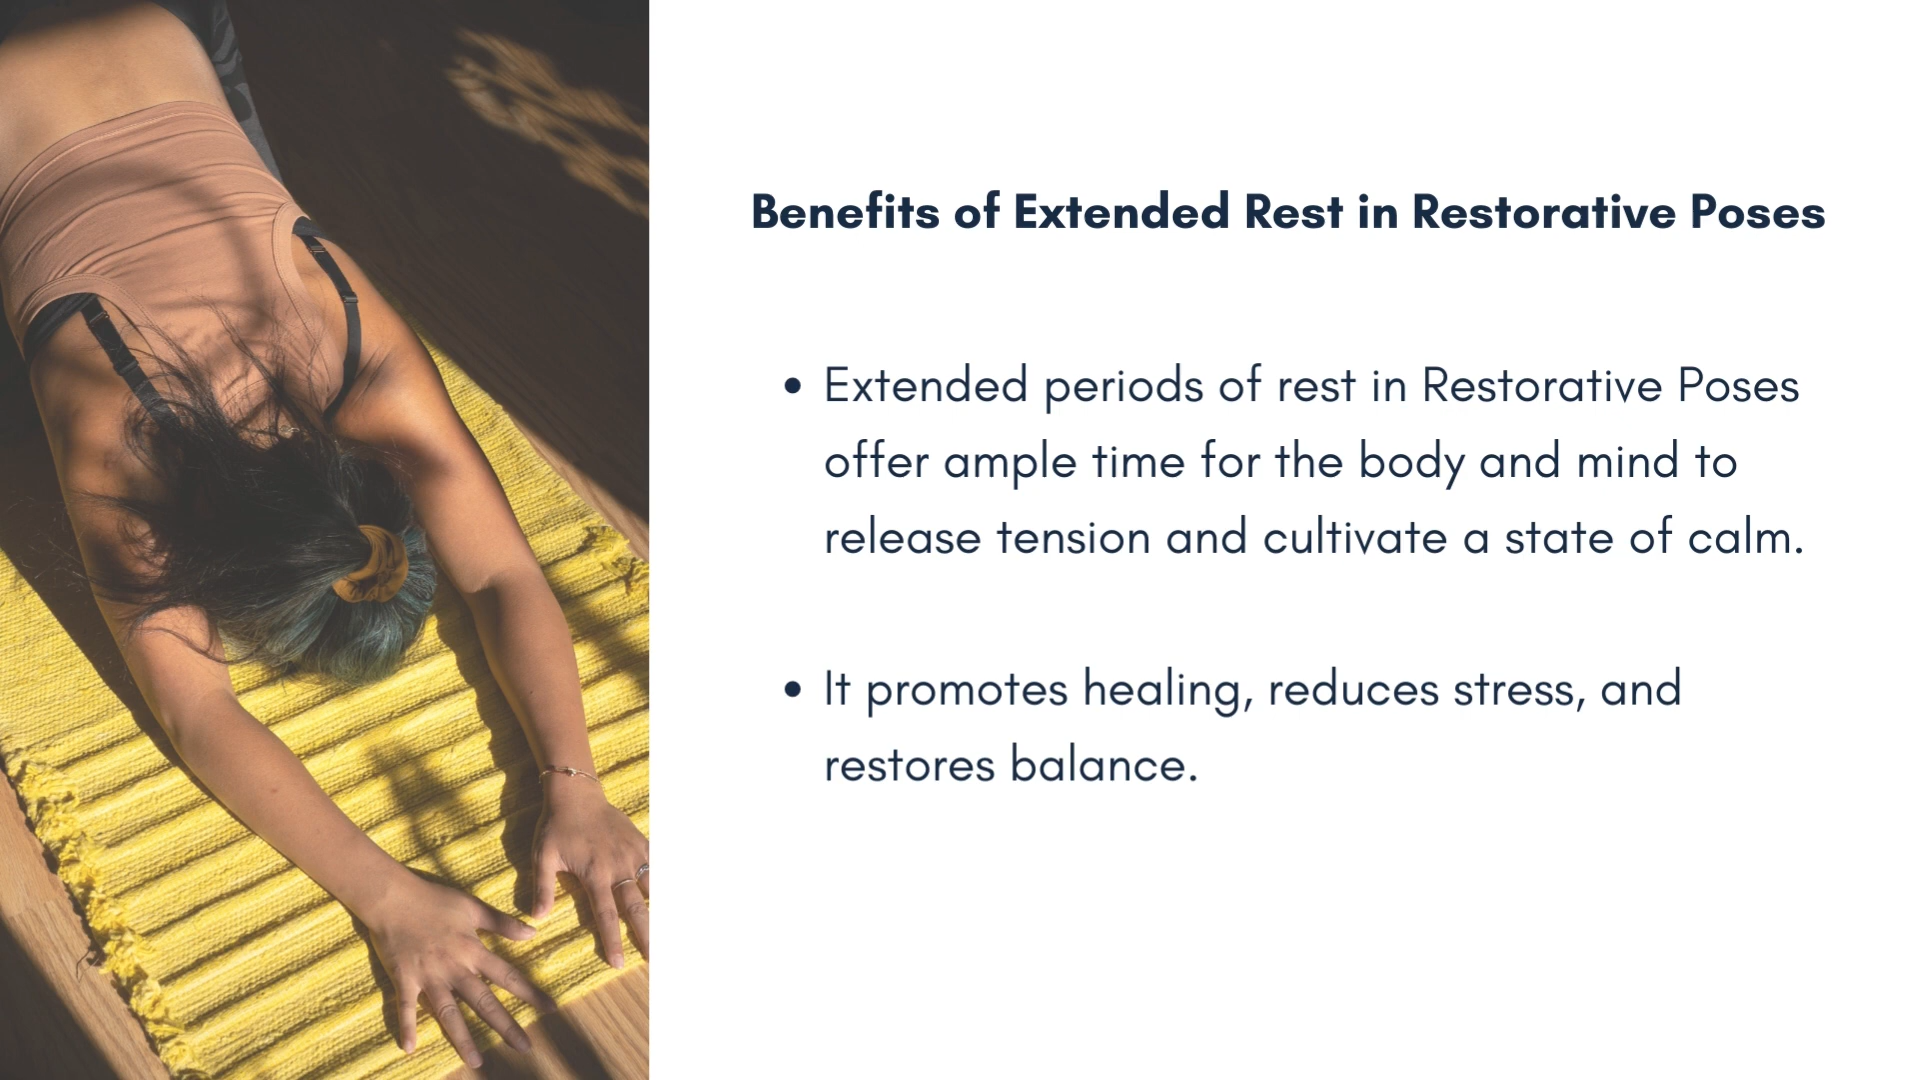 Benefits of Extended Rest in Restorative Poses
• Extended periods of rest in Restorative Poses
offer ample time for the body and mind to
release tension and cultivate a state of calm.
• It promotes healing, reduces stress, and
restores balance.